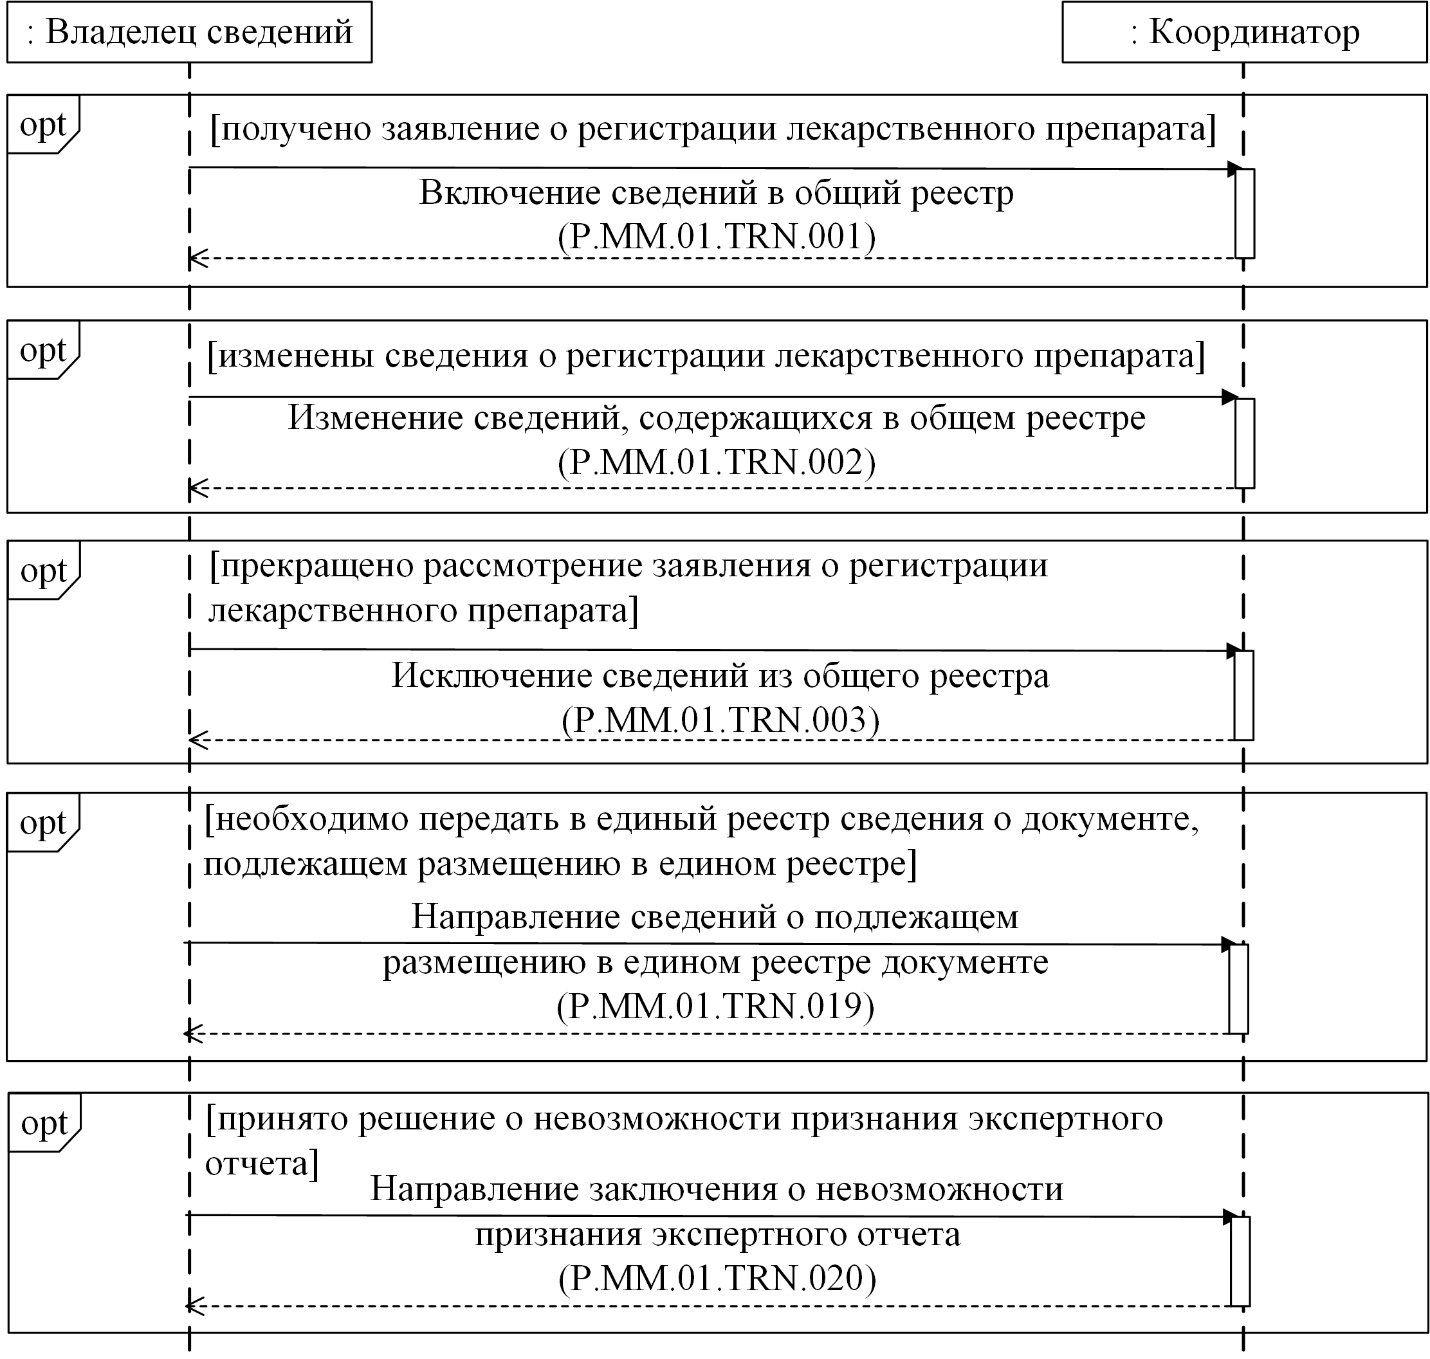 : Владелец сведений
: Координатор
opt
[получено заявление о регистрации лекарственного препарата]
Включение сведений в общий реестр
(P.MM.01.TRN.001)
opt
[изменены сведения о регистрации лекарственного препарата]
Изменение сведений, содержащихся в общем реестре
(P.MM.01.TRN.002)
opt
[прекращено рассмотрение заявления о регистрации
лекарственного препарата]
Исключение сведений из общего реестра
(P.MM.01.TRN.003)
opt
[необходимо передать в единый реестр сведения о документе,
подлежащем размещению в едином реестре]
Направление сведений о подлежащем
размещению в едином реестре документе
(P.MM.01.TRN.019)
opt
[принято решение о невозможности признания экспертного
отчета]
Направление заключения о невозможности
признания экспертного отчета
(P.MM.01.TRN.020)